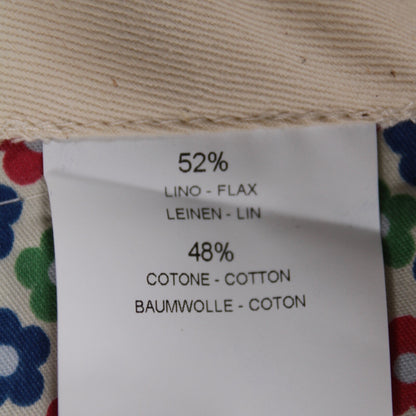 52%
LINO - FLAX
LEINEN - LIN
48%
COTONE - COTTON
BAUMWOLLE - COTON